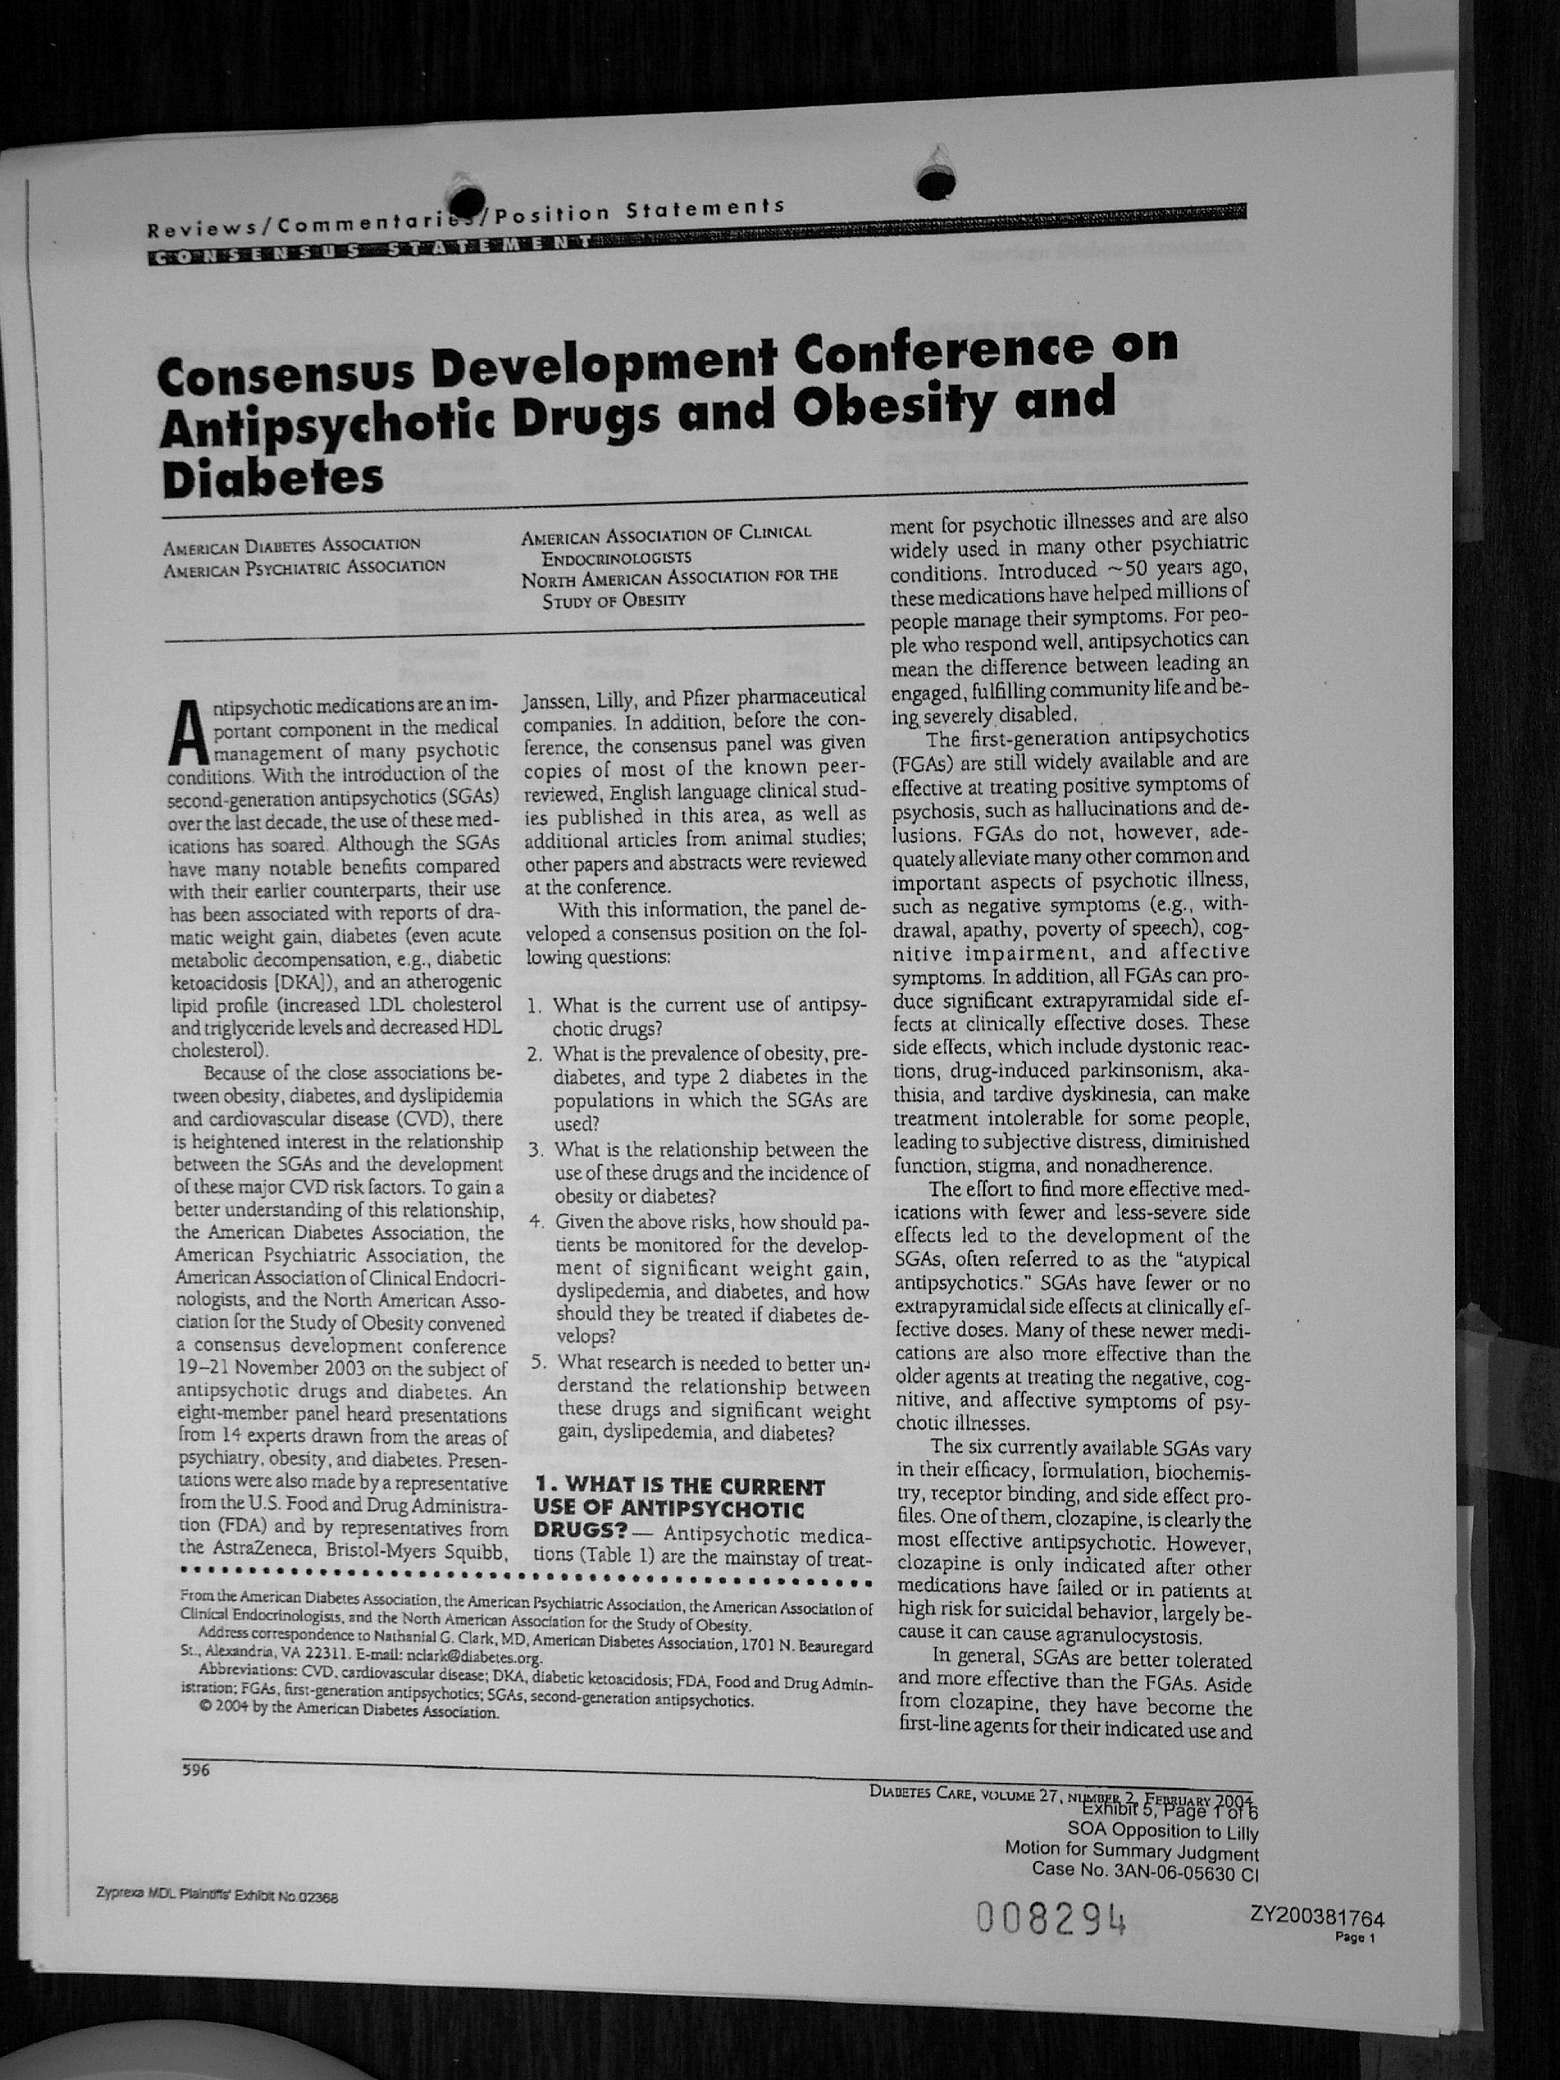 Reviews/Commentaries/Position Statements
CONSENSUS STATEMENT
Consensus Development Conference on
Antipsychotic Drugs and Obesity and
Diabetes
AMERICAN DIABETES ASSOCIATION
AMERICAN PSYCHIATRIC ASSOCIATION
AMERICAN ASSOCIATION OF CLINICAL
ENDOCRINOLOGISTS
NORTH AMERICAN ASSOCIATION FOR THE
STUDY OF OBESITY
Antipsychotic medications are an im-
portant component in the medical
management of many psychotic
conditions. With the introduction of the
second-generation antipsychotics (SGAs)
over the last decade, the use of these med-
ications has soared. Although the SGAs
have many notable benefits compared
with their earlier counterparts, their use
has been associated with reports of dra-
matic weight gain, diabetes (even acute
metabolic decompensation, e.g., diabetic
ketoacidosis [DKA]), and an atherogenic
lipid profile (increased LDL cholesterol
and triglyceride levels and decreased HDL
cholesterol).
Because of the close associations be-
tween obesity, diabetes, and dyslipidemia
and cardiovascular disease (CVD), there
is heightened interest in the relationship
between the SGAs and the development
of these major CVD risk factors. To gain a
better understanding of this relationship,
the American Diabetes Association, the
American Psychiatric Association, the
American Association of Clinical Endocri-
nologists, and the North American Asso-
ciation for the Study of Obesity convened
a consensus development conference
19–21 November 2003 on the subject of
antipsychotic drugs and diabetes. An
eight-member panel heard presentations
from 14 experts drawn from the areas of
psychiatry, obesity, and diabetes. Presen-
tations were also made by a representative
from the U.S. Food and Drug Administra-
tion (FDA) and by representatives from
the AstraZeneca, Bristol-Myers Squibb,
Janssen, Lilly, and Pfizer pharmaceutical
companies. In addition, before the con-
ference, the consensus panel was given
copies of most of the known peer-
reviewed, English language clinical stud-
ies published in this area, as well as
additional articles from animal studies;
other papers and abstracts were reviewed
at the conference.
With this information, the panel de-
veloped a consensus position on the fol-
lowing questions:
1. What is the current use of antipsy-
chotic drugs?
2. What is the prevalence of obesity, pre-
diabetes, and type 2 diabetes in the
populations in which the SGAs are
used?
3. What is the relationship between the
use of these drugs and the incidence of
obesity or diabetes?
4. Given the above risks, how should pa-
tients be monitored for the develop-
ment of significant weight gain,
dyslipedemia, and diabetes, and how
should they be treated if diabetes de-
velops?
5. What research is needed to better un-
derstand the relationship between
these drugs and significant weight
gain, dyslipedemia, and diabetes?
1. WHAT IS THE CURRENT
USE OF ANTIPSYCHOTIC
DRUGS? — Antipsychotic medica-
tions (Table 1) are the mainstay of treat-
ment for psychotic illnesses and are also
widely used in many other psychiatric
conditions. Introduced ~50 years ago,
these medications have helped millions of
people manage their symptoms. For peo-
ple who respond well, antipsychotics can
mean the difference between leading an
engaged, fulfilling community life and be-
ing severely disabled.
The first-generation antipsychotics
(FGAs) are still widely available and are
effective at treating positive symptoms of
psychosis, such as hallucinations and de-
lusions. FGAs do not, however, ade-
quately alleviate many other common and
important aspects of psychotic illness,
such as negative symptoms (e.g., with-
drawal, apathy, poverty of speech), cog-
nitive impairment, and affective
symptoms. In addition, all FGAs can pro-
duce significant extrapyramidal side ef-
fects at clinically effective doses. These
side effects, which include dystonic reac-
tions, drug-induced parkinsonism, aka-
thisia, and tardive dyskinesia, can make
treatment intolerable for some people,
leading to subjective distress, diminished
function, stigma, and nonadherence.
The effort to find more effective med-
ications with fewer and less-severe side
effects led to the development of the
SGAs, often referred to as the “atypical
antipsychotics.” SGAs have fewer or no
extrapyramidal side effects at clinically ef-
fective doses. Many of these newer medi-
cations are also more effective than the
older agents at treating the negative, cog-
nitive, and affective symptoms of psy-
chotic illnesses.
The six currently available SGAs vary
in their efficacy, formulation, biochemis-
try, receptor binding, and side effect pro-
files. One of them, clozapine, is clearly the
most effective antipsychotic. However,
clozapine is only indicated after other
medications have failed or in patients at
high risk for suicidal behavior, largely be-
cause it can cause agranulocystosis.
In general, SGAs are better tolerated
and more effective than the FGAs. Aside
from clozapine, they have become the
first-line agents for their indicated use and
From the American Diabetes Association, the American Psychiatric Association, the American Association of
Clinical Endocrinologists, and the North American Association for the Study of Obesity.
Address correspondence to Nathanial G. Clark, MD, American Diabetes Association, 1701 N. Beauregard
St., Alexandria, VA 22311. E-mail: nclark@diabetes.org.
Abbreviations: CVD, cardiovascular disease; DKA, diabetic ketoacidosis; FDA, Food and Drug Admin-
istration; FGAs, first-generation antipsychotics; SGAs, second-generation antipsychotics.
© 2004 by the American Diabetes Association.
596
DIABETES CARE, VOLUME 27, NUMBER 2, FEBRUARY 2004
Exhibit 5, Page 1 of 6
SOA Opposition to Lilly
Motion for Summary Judgment
Case No. 3AN-06-05630 CI
Zyprexa MDL Plaintiffs' Exhibit No.02368
008294
ZY200381764
Page 1